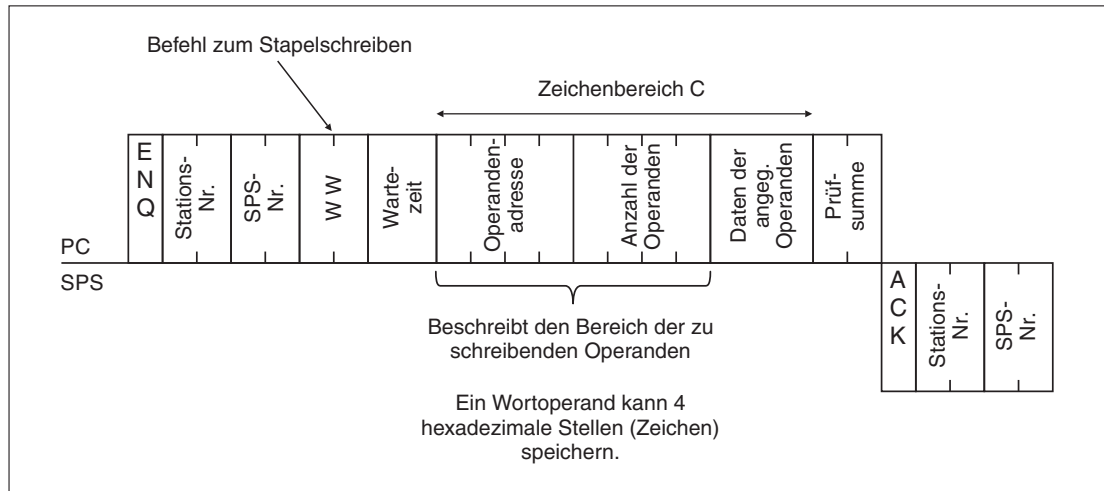 Befehl zum Stapelschreiben
Zeichenbereich C
E
N
Q
Stations-
Nr.
SPS-
Nr.
W W
Warte-
zeit
Operanden-
adresse
Anzahl der
Operanden
Daten der
angeg.
Operanden
Prüf-
summe
PC
SPS
A
C
K
Stations-
Nr.
SPS-
Nr.
Beschreibt den Bereich der zu
schreibenden Operanden
Ein Wortoperand kann 4
hexadezimale Stellen (Zeichen)
speichern.